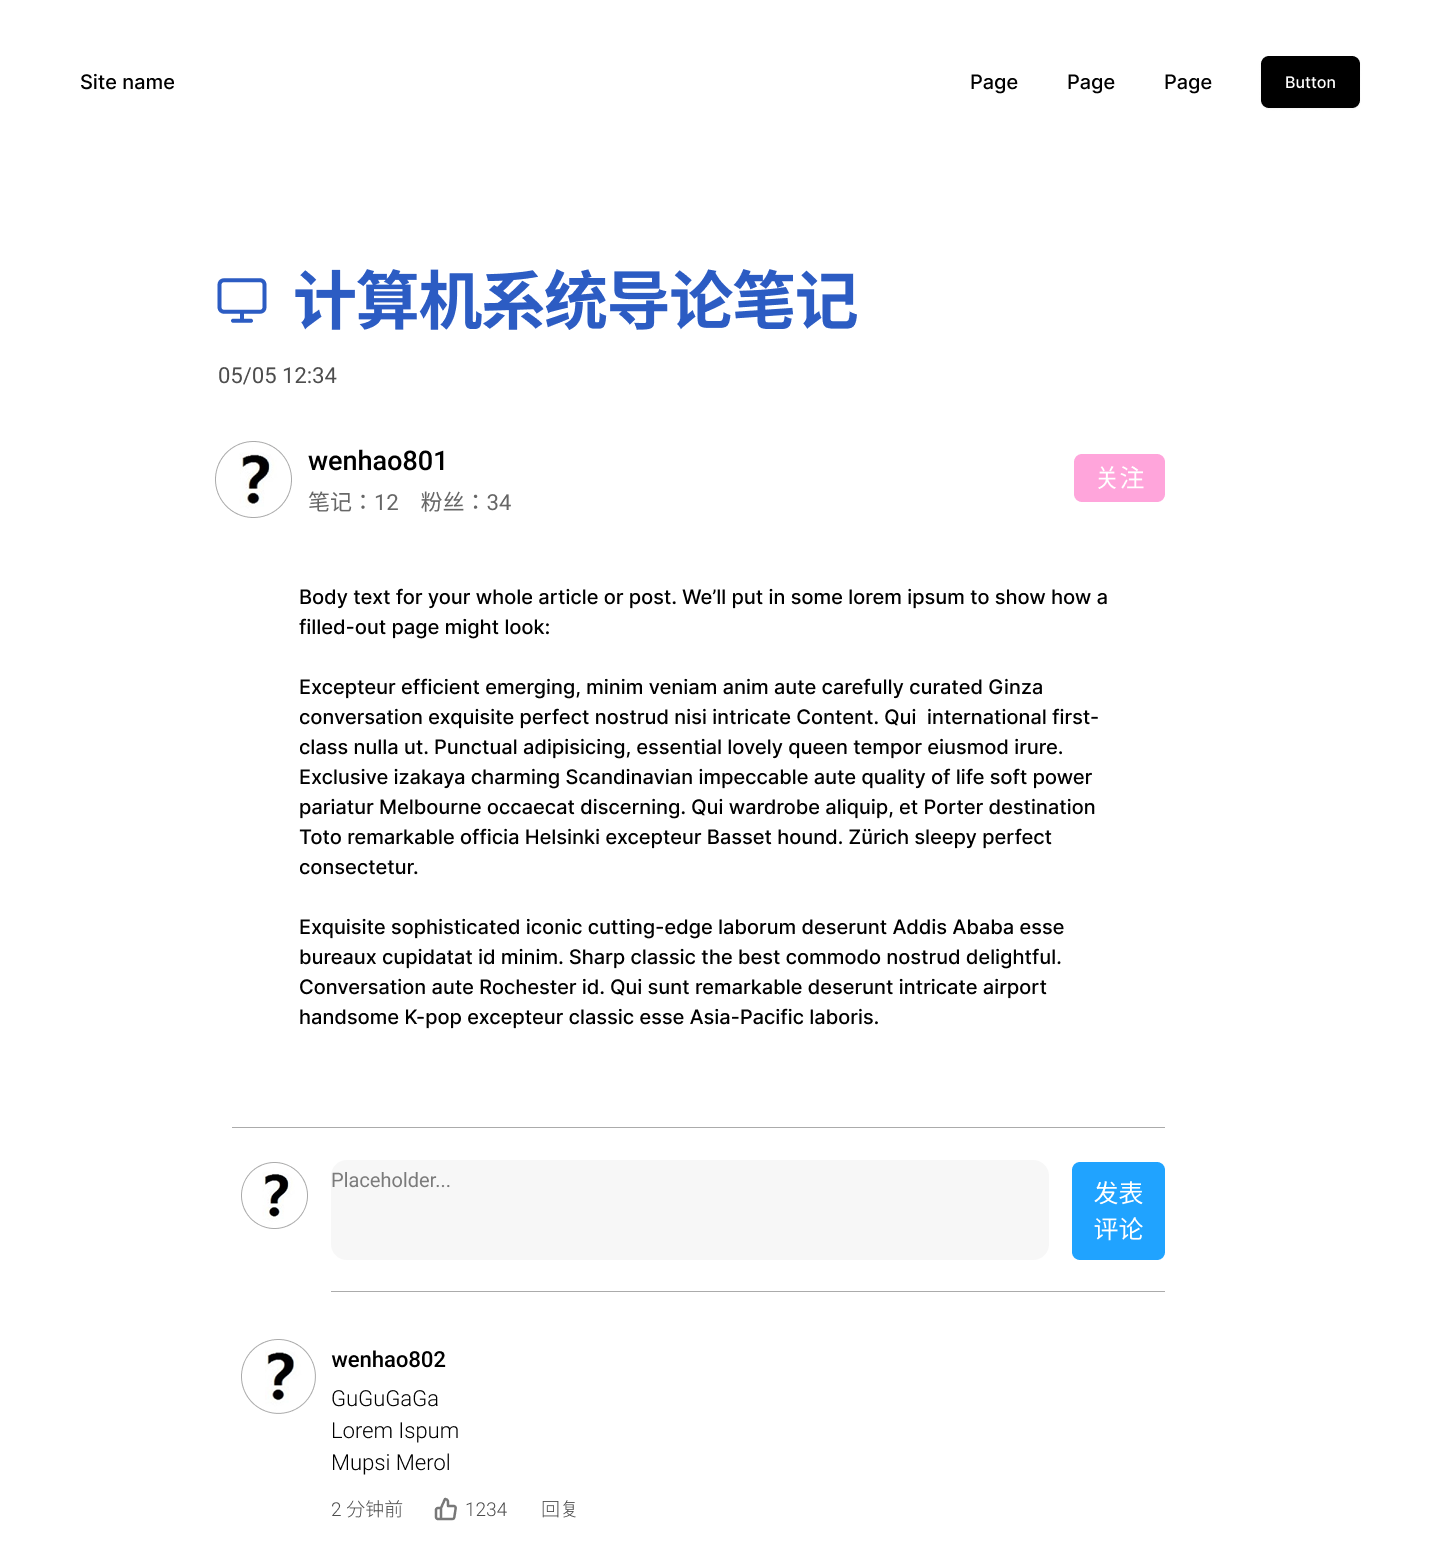 Site name
Page Page Page Button
计算机系统导论笔记
05/05 12:34
?
wenhao801
笔记：12 粉丝：34
关注
Body text for your whole article or post. We’ll put in some lorem ipsum to show how a
filled-out page might look:
Excepteur efficient emerging, minim veniam anim aute carefully curated Ginza
conversation exquisite perfect nostrud nisi intricate Content. Qui  international first-
class nulla ut. Punctual adipisicing, essential lovely queen tempor eiusmod irure.
Exclusive izakaya charming Scandinavian impeccable aute quality of life soft power
pariatur Melbourne occaecat discerning. Qui wardrobe aliquip, et Porter destination
Toto remarkable officia Helsinki excepteur Basset hound. Zürich sleepy perfect
consectetur.
Exquisite sophisticated iconic cutting-edge laborum deserunt Addis Ababa esse
bureaux cupidatat id minim. Sharp classic the best commodo nostrud delightful.
Conversation aute Rochester id. Qui sunt remarkable deserunt intricate airport
handsome K-pop excepteur classic esse Asia-Pacific laboris.
?
Placeholder...
发表
评论
?
wenhao802
GuGuGaGa
Lorem Ispum
Mupsi Merol
2 分钟前 1234 回复